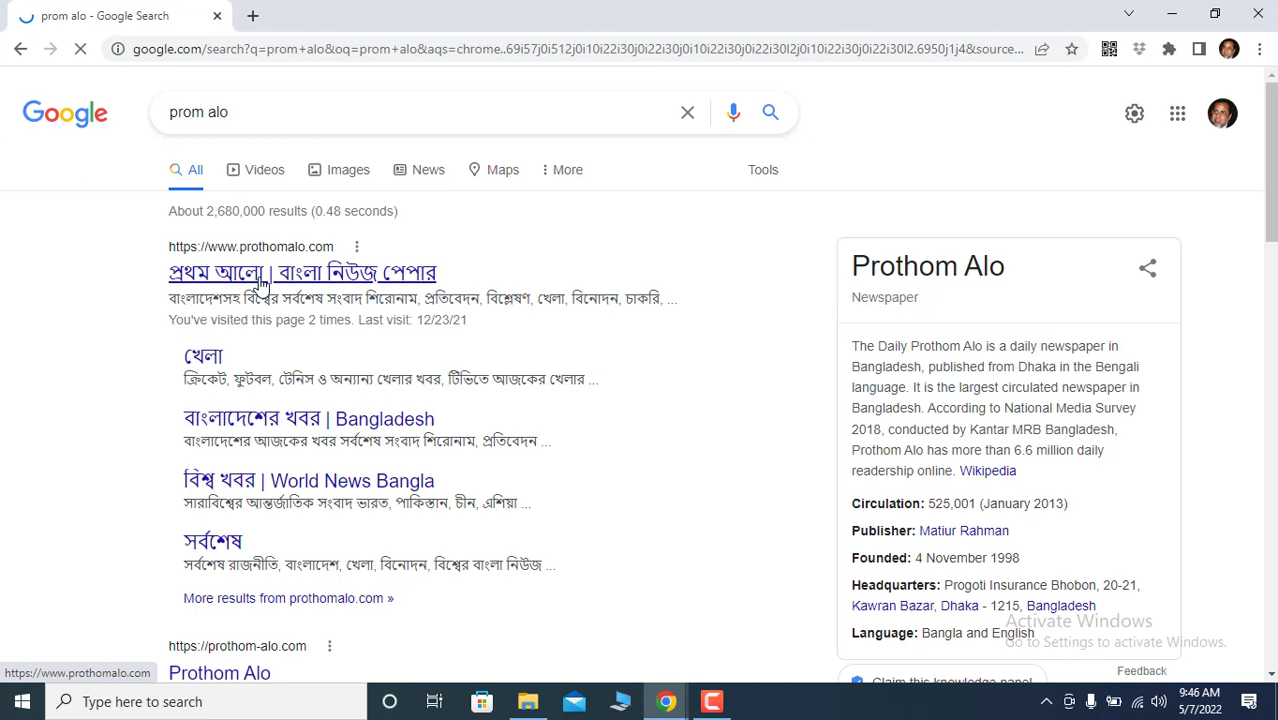 prom alo - Google Search
google.com/search?q=prom+alo&oq=prom+alo&aqs=chrome..69i57j0i512j0i10i22i30j0i22i30j0i10i22i30j0i22i30l2j0i10i22i30j0i22i30l2.6950j1j4&source...
Google
prom alo
All
Videos
Images
News
Maps
More
Tools
About 2,680,000 results (0.48 seconds)
https://www.prothomalo.com
প্রথম আলো | বাংলা নিউজ পেপার
বাংলাদেশসহ বিশ্বের সর্বশেষ সংবাদ শিরোনাম, প্রতিবেদন, বিশ্লেষণ, খেলা, বিনোদন, চাকরি, ...
You've visited this page 2 times. Last visit: 12/23/21
খেলা
ক্রিকেট, ফুটবল, টেনিস ও অন্যান্য খেলার খবর, টিভিতে আজকের খেলার ...
বাংলাদেশের খবর | Bangladesh
বাংলাদেশের আজকের খবর সর্বশেষ সংবাদ শিরোনাম, প্রতিবেদন ...
বিশ্ব খবর | World News Bangla
সারাবিশ্বের আন্তর্জাতিক সংবাদ ভারত, পাকিস্তান, চীন, এশিয়া ...
সর্বশেষ
সর্বশেষ রাজনীতি, বাংলাদেশ, খেলা, বিনোদন, বিশ্বের বাংলা নিউজ ...
More results from prothomalo.com »
https://prothom-alo.com
Prothom Alo
Prothom Alo
Newspaper
The Daily Prothom Alo is a daily newspaper in
Bangladesh, published from Dhaka in the Bengali
language. It is the largest circulated newspaper in
Bangladesh. According to National Media Survey
2018, conducted by Kantar MRB Bangladesh,
Prothom Alo has more than 6.6 million daily
readership online. Wikipedia
Circulation: 525,001 (January 2013)
Publisher: Matiur Rahman
Founded: 4 November 1998
Headquarters: Progoti Insurance Bhobon, 20-21,
Kawran Bazar, Dhaka - 1215, Bangladesh
Language: Bangla and English
Activate Windows
Go to Settings to activate Windows.
Feedback
Claim this knowledge panel
https://www.prothomalo.com
Type here to search
9:46 AM
5/7/2022